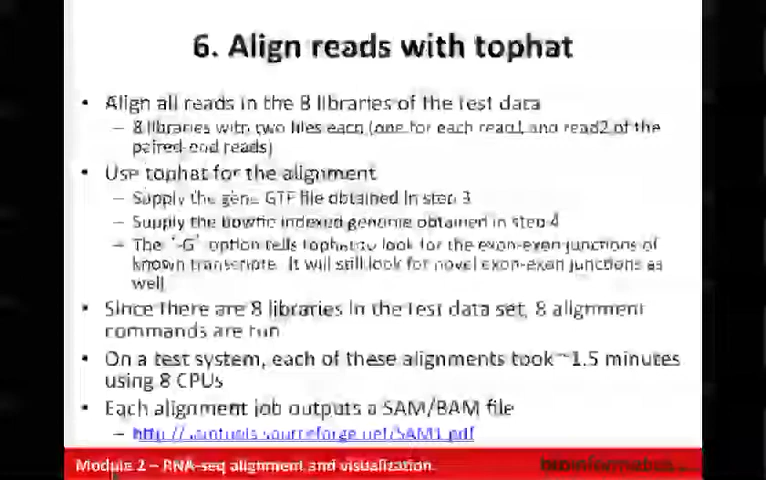 6. Align reads with tophat
• Align all reads in the 8 libraries of the test data
– 8 libraries with two files each (one for each read1 and read2 of the
paired-end reads)
• Use tophat for the alignment
– Supply the gene GTF file obtained in step 3
– Supply the bowtie indexed genome obtained in step 4
– The '-G' option tells tophat to look for the exon-exon junctions of
known transcripts. It will still look for novel exon-exon junctions as
well
• Since there are 8 libraries in the test data set, 8 alignment
commands are run
• On a test system, each of these alignments took ~1.5 minutes
using 8 CPUs
• Each alignment job outputs a SAM/BAM file
– http://samtools.sourceforge.net/SAM1.pdf
Module 2 – RNA-seq alignment and visualization
bioinformatics